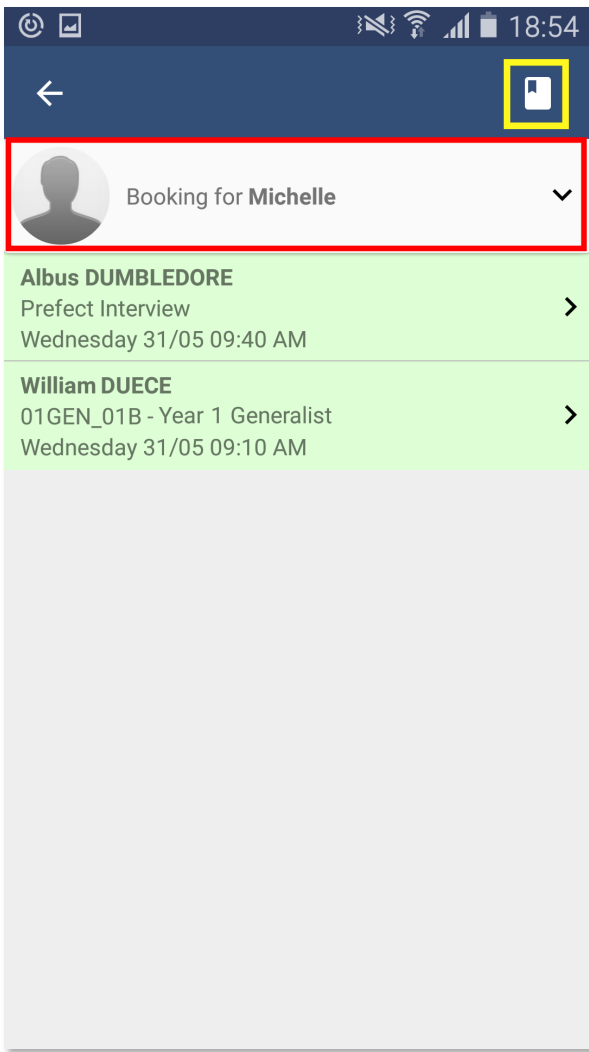 18:54
Booking for Michelle
Albus DUMBLEDORE
Prefect Interview
Wednesday 31/05 09:40 AM
William DUECE
01GEN_01B - Year 1 Generalist
Wednesday 31/05 09:10 AM